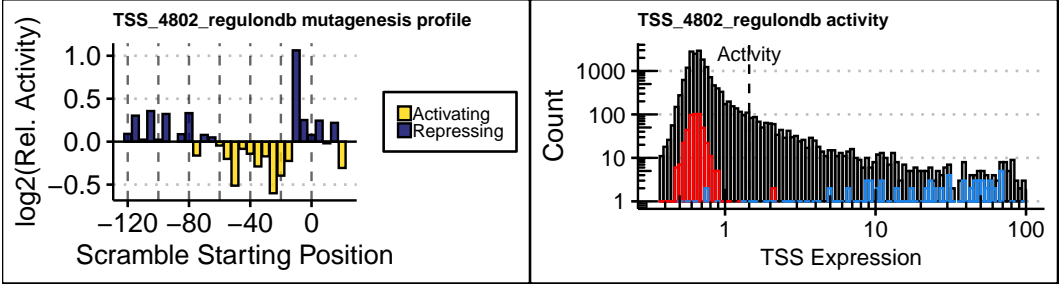 TSS_4802_regulondb mutagenesis profile
log2(Rel. Activity)
1.0
0.5
0.0
−0.5
−120
−80
−40
0
Scramble Starting Position
Activating
Repressing
TSS_4802_regulondb activity
Activity
Count
1000
100
10
1
1
10
100
TSS Expression